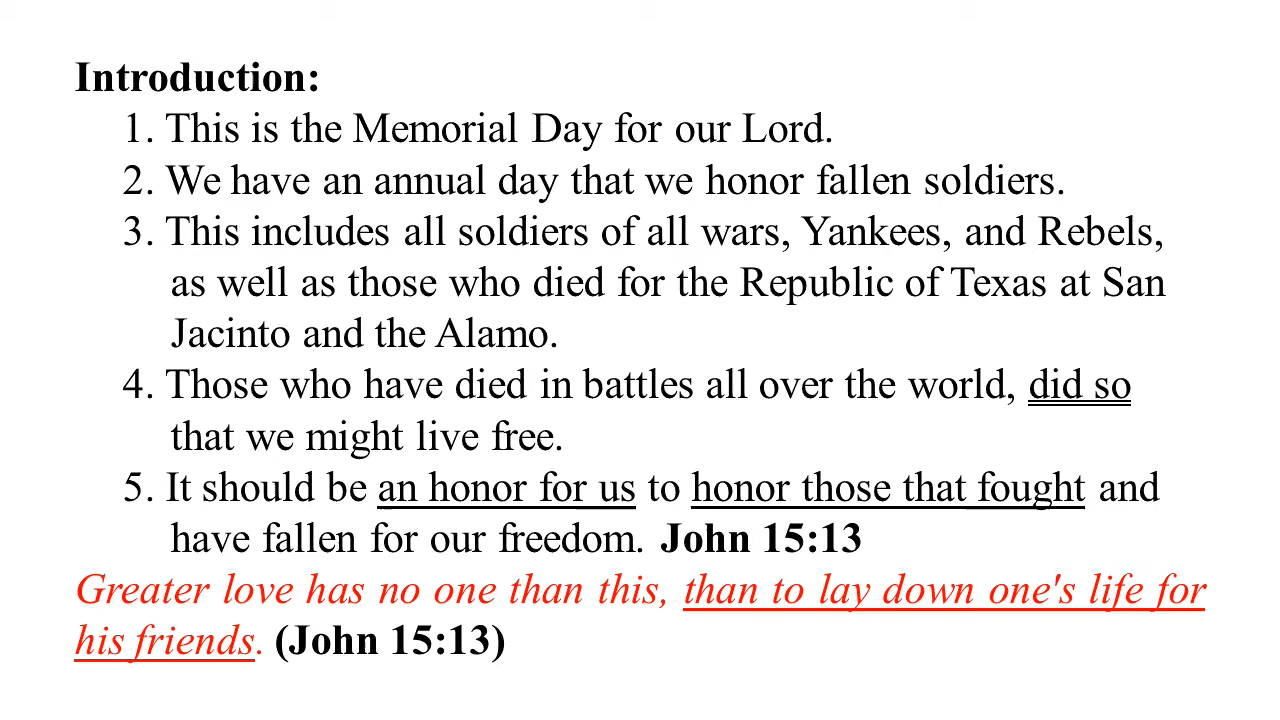 Introduction:
1. This is the Memorial Day for our Lord.
2. We have an annual day that we honor fallen soldiers.
3. This includes all soldiers of all wars, Yankees, and Rebels,
as well as those who died for the Republic of Texas at San
Jacinto and the Alamo.
4. Those who have died in battles all over the world, did so
that we might live free.
5. It should be an honor for us to honor those that fought and
have fallen for our freedom. John 15:13
Greater love has no one than this, than to lay down one's life for
his friends. (John 15:13)